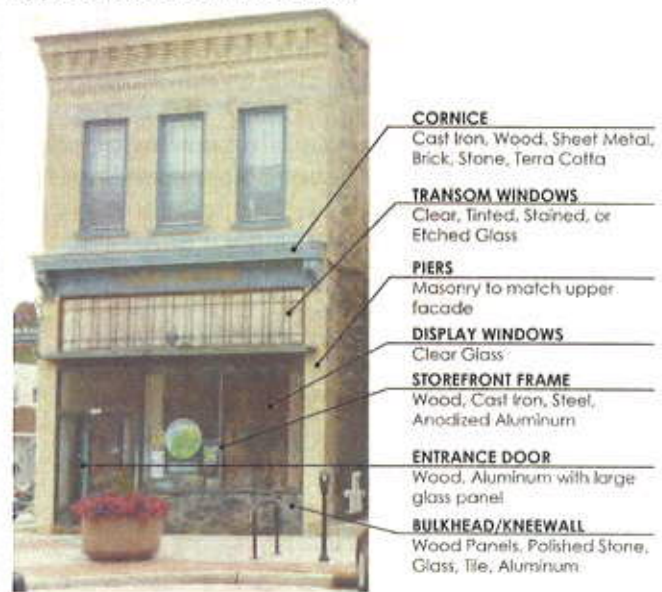 CORNICE
Cast Iron, Wood, Sheet Metal,
Brick, Stone, Terra Cotta
TRANSOM WINDOWS
Clear, Tinted, Stained, or
Etched Glass
PIERS
Masonry to match upper
facade
DISPLAY WINDOWS
Clear Glass
STOREFRONT FRAME
Wood, Cast Iron, Steel,
Anodized Aluminum
ENTRANCE DOOR
Wood, Aluminum with large
glass panel
BULKHEAD/KNEEWALL
Wood Panels, Polished Stone,
Glass, Tile, Aluminum